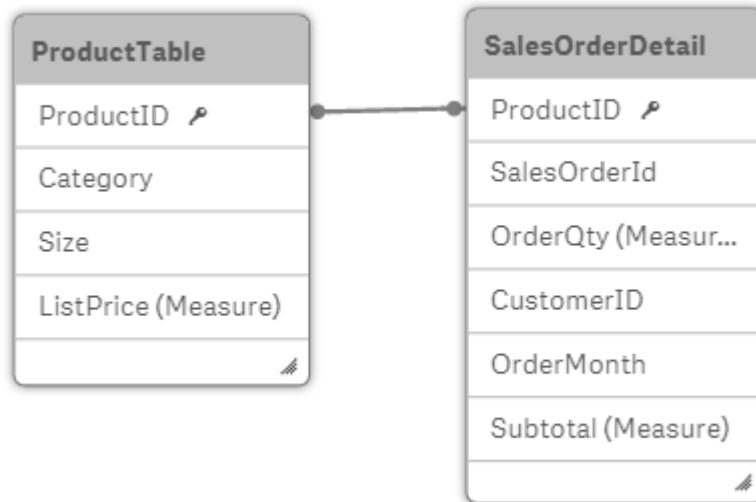 ProductTable
ProductID
Category
Size
ListPrice (Measure)
SalesOrderDetail
ProductID
SalesOrderId
OrderQty (Measur...
CustomerID
OrderMonth
Subtotal (Measure)